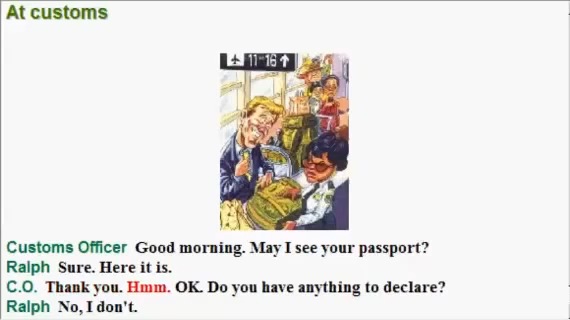 At customs
11-16
Customs Officer Good morning. May I see your passport?
Ralph Sure. Here it is.
C.O. Thank you. Hmm. OK. Do you have anything to declare?
Ralph No, I don't.